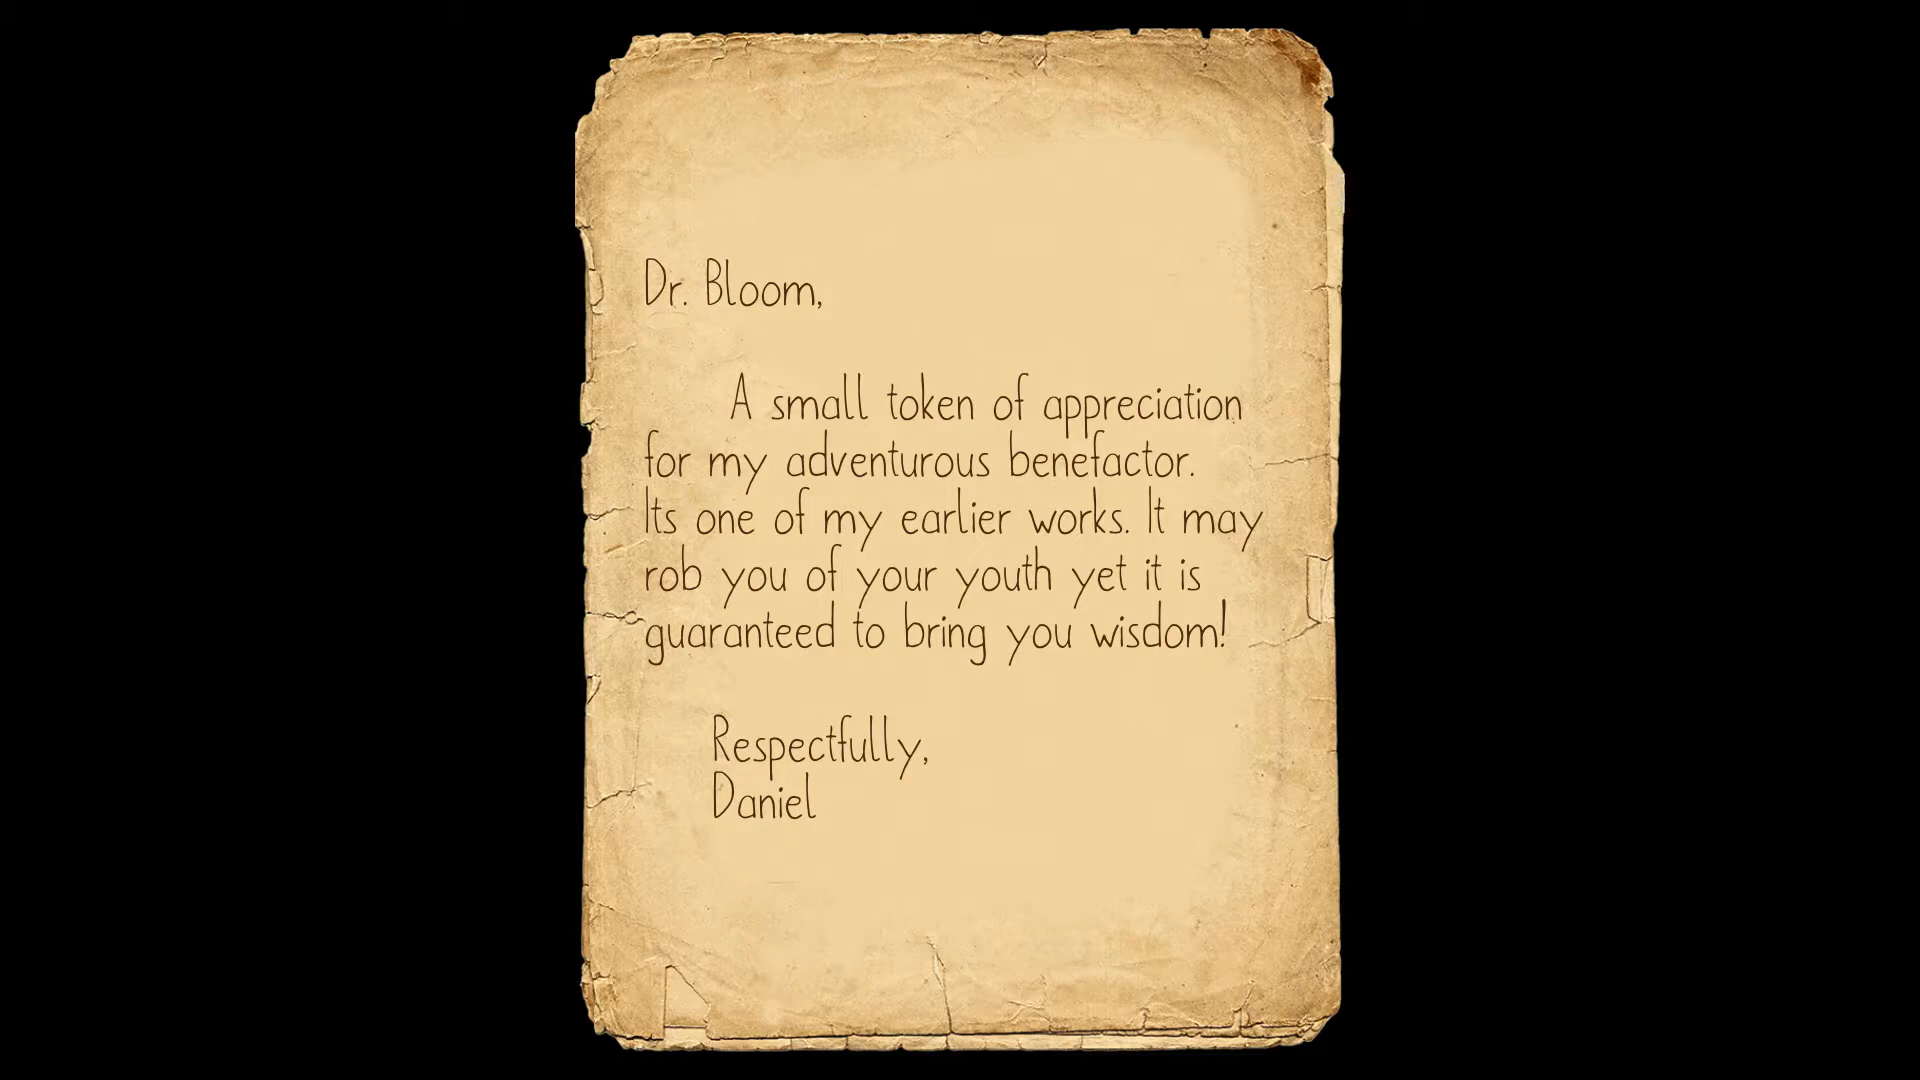 Dr. Bloom,
A small token of appreciation
for my adventurous benefactor.
Its one of my earlier works. It may
rob you of your youth yet it is
guaranteed to bring you wisdom!
Respectfully,
Daniel